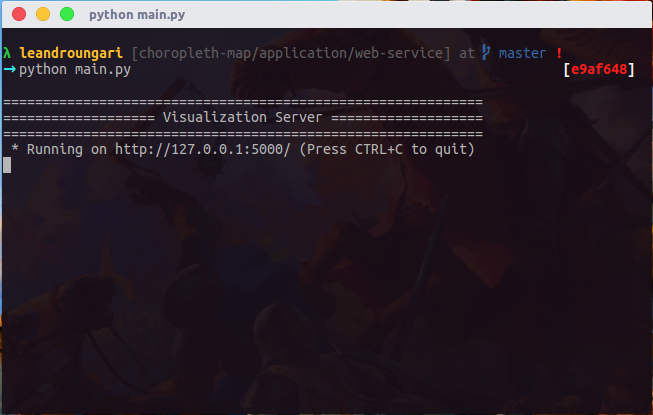 python main.py
λ leandroungari [choropleth-map/application/web-service] at master !
→python main.py [e9af648]
============================================================
=================== Visualization Server ===================
============================================================
* Running on http://127.0.0.1:5000/ (Press CTRL+C to quit)